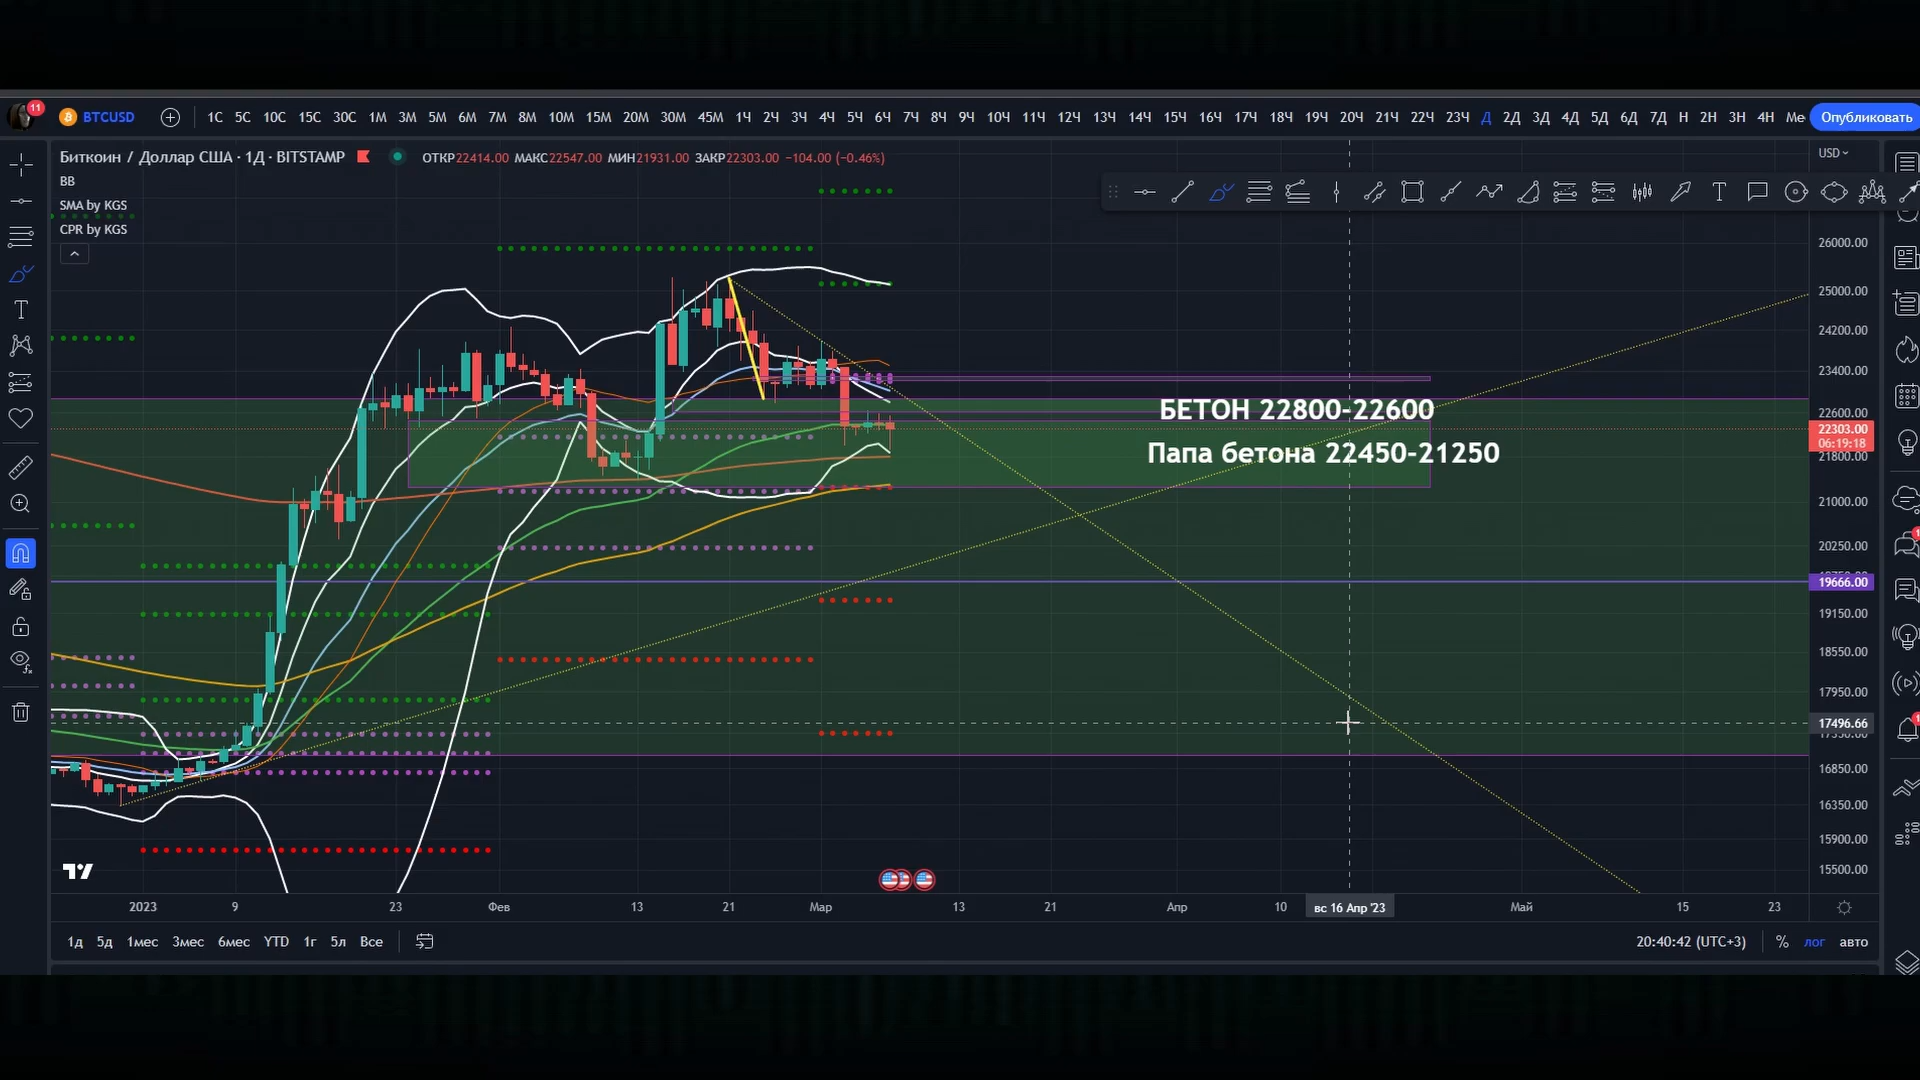 11
BTCUSD 1С 5С 10С 15С 30С 1М 3М 5М 6М 7М 8М 10М 15М 20М 30М 45М 1Ч 2Ч 3Ч 4Ч 5Ч 6Ч 7Ч 8Ч 9Ч 10Ч 11Ч 12Ч 13Ч 14Ч 15Ч 16Ч 17Ч 18Ч 19Ч 20Ч 21Ч 22Ч 23Ч Д 2Д 3Д 4Д 5Д 6Д 7Д Н 2Н 3Н 4Н Ме Опубликовать
Биткоин / Доллар США · 1Д · BITSTAMP ОТКР22414.00 МАКС22547.00 МИН21931.00 ЗАКР22303.00 −104.00 (−0.46%) USD
BB
SMA by KGS
CPR by KGS
26000.00
25000.00
24200.00
23400.00
БЕТОН 22800-22600 22600.00
22303.00
06:19:18
Папа бетона 22450-21250 21800.00
21000.00
20250.00
19666.00
19150.00
18550.00
17950.00
17496.66
16850.00
16350.00
15900.00
15500.00
2023 9 23 Фев 13 21 Мар 13 21 Апр 10 вс 16 Апр '23 Май 15 23
1д 5д 1мес 3мес 6мес YTD 1г 5л Все 20:40:42 (UTC+3) % лог авто